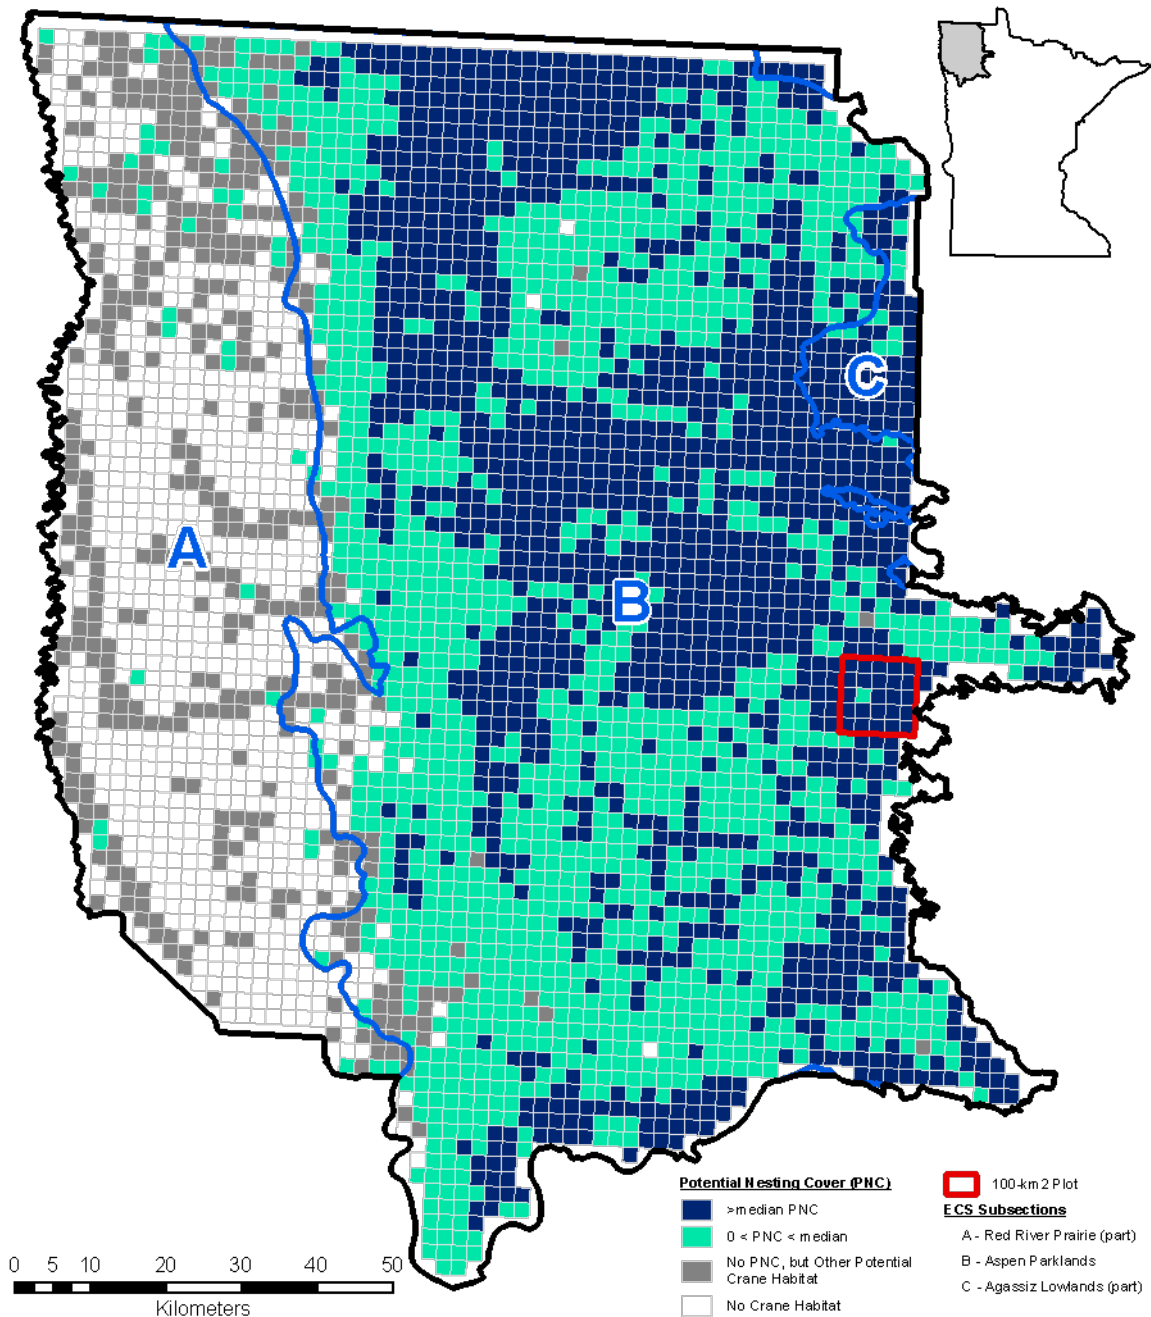 C
A
B
Potential Nesting Cover (PNC)
>median PNC
0 < PNC < median
No PNC, but Other Potential
Crane Habitat
No Crane Habitat
100-km2 Plot
ECS Subsections
A - Red River Prairie (part)
B - Aspen Parklands
C - Agassiz Lowlands (part)
0 5 10 20 30 40 50
Kilometers